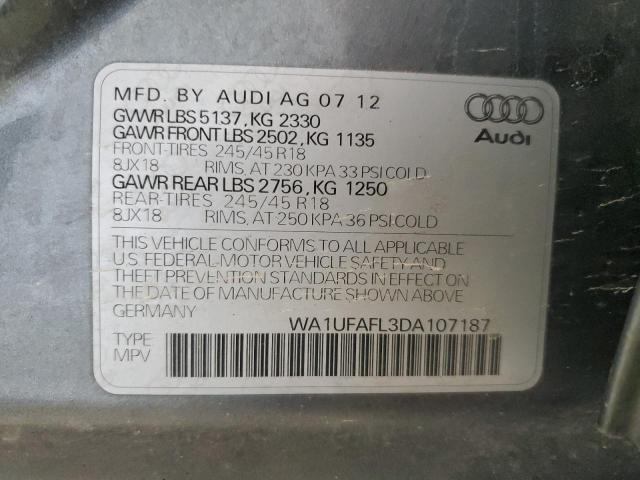 MFD. BY AUDI AG 07 12
GWWR LBS 5137, KG 2330
GAWR FRONT LBS 2502, KG 1135
FRONT-TIRES 245/45 R18
8JX18 RIMS, AT 230 KPA 33 PSI COLD
GAWR REAR LBS 2756, KG 1250
REAR-TIRES 245/45 R18
8JX18 RIMS, AT 250 KPA 36 PSI COLD
Audi
THIS VEHICLE CONFORMS TO ALL APPLICABLE
U.S. FEDERAL-MOTOR VEHICLE SAFETY AND
THEFT PREVENTION STANDARDS IN EFFECT ON
THE DATE OF MANUFACTURE SHOWN ABOVE
GERMANY WA1UFAFL3DA107187
TYPE
MPV